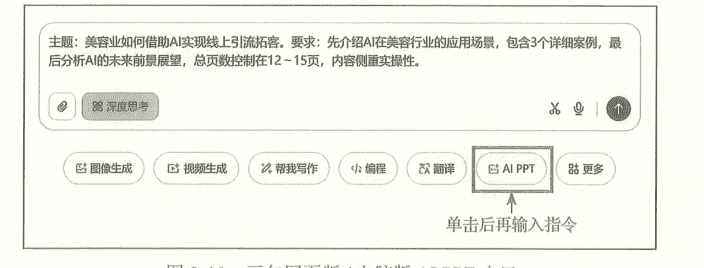 主题：美容业如何借助AI实现线上引流拓客。要求：先介绍AI在美容行业的应用场景，包含3个详细案例，最
后分析AI的未来前景展望，总页数控制在12～15页，内容侧重实操性。
深度思考
图像生成 视频生成 帮我写作 编程 翻译 AI PPT 更多
单击后再输入指令